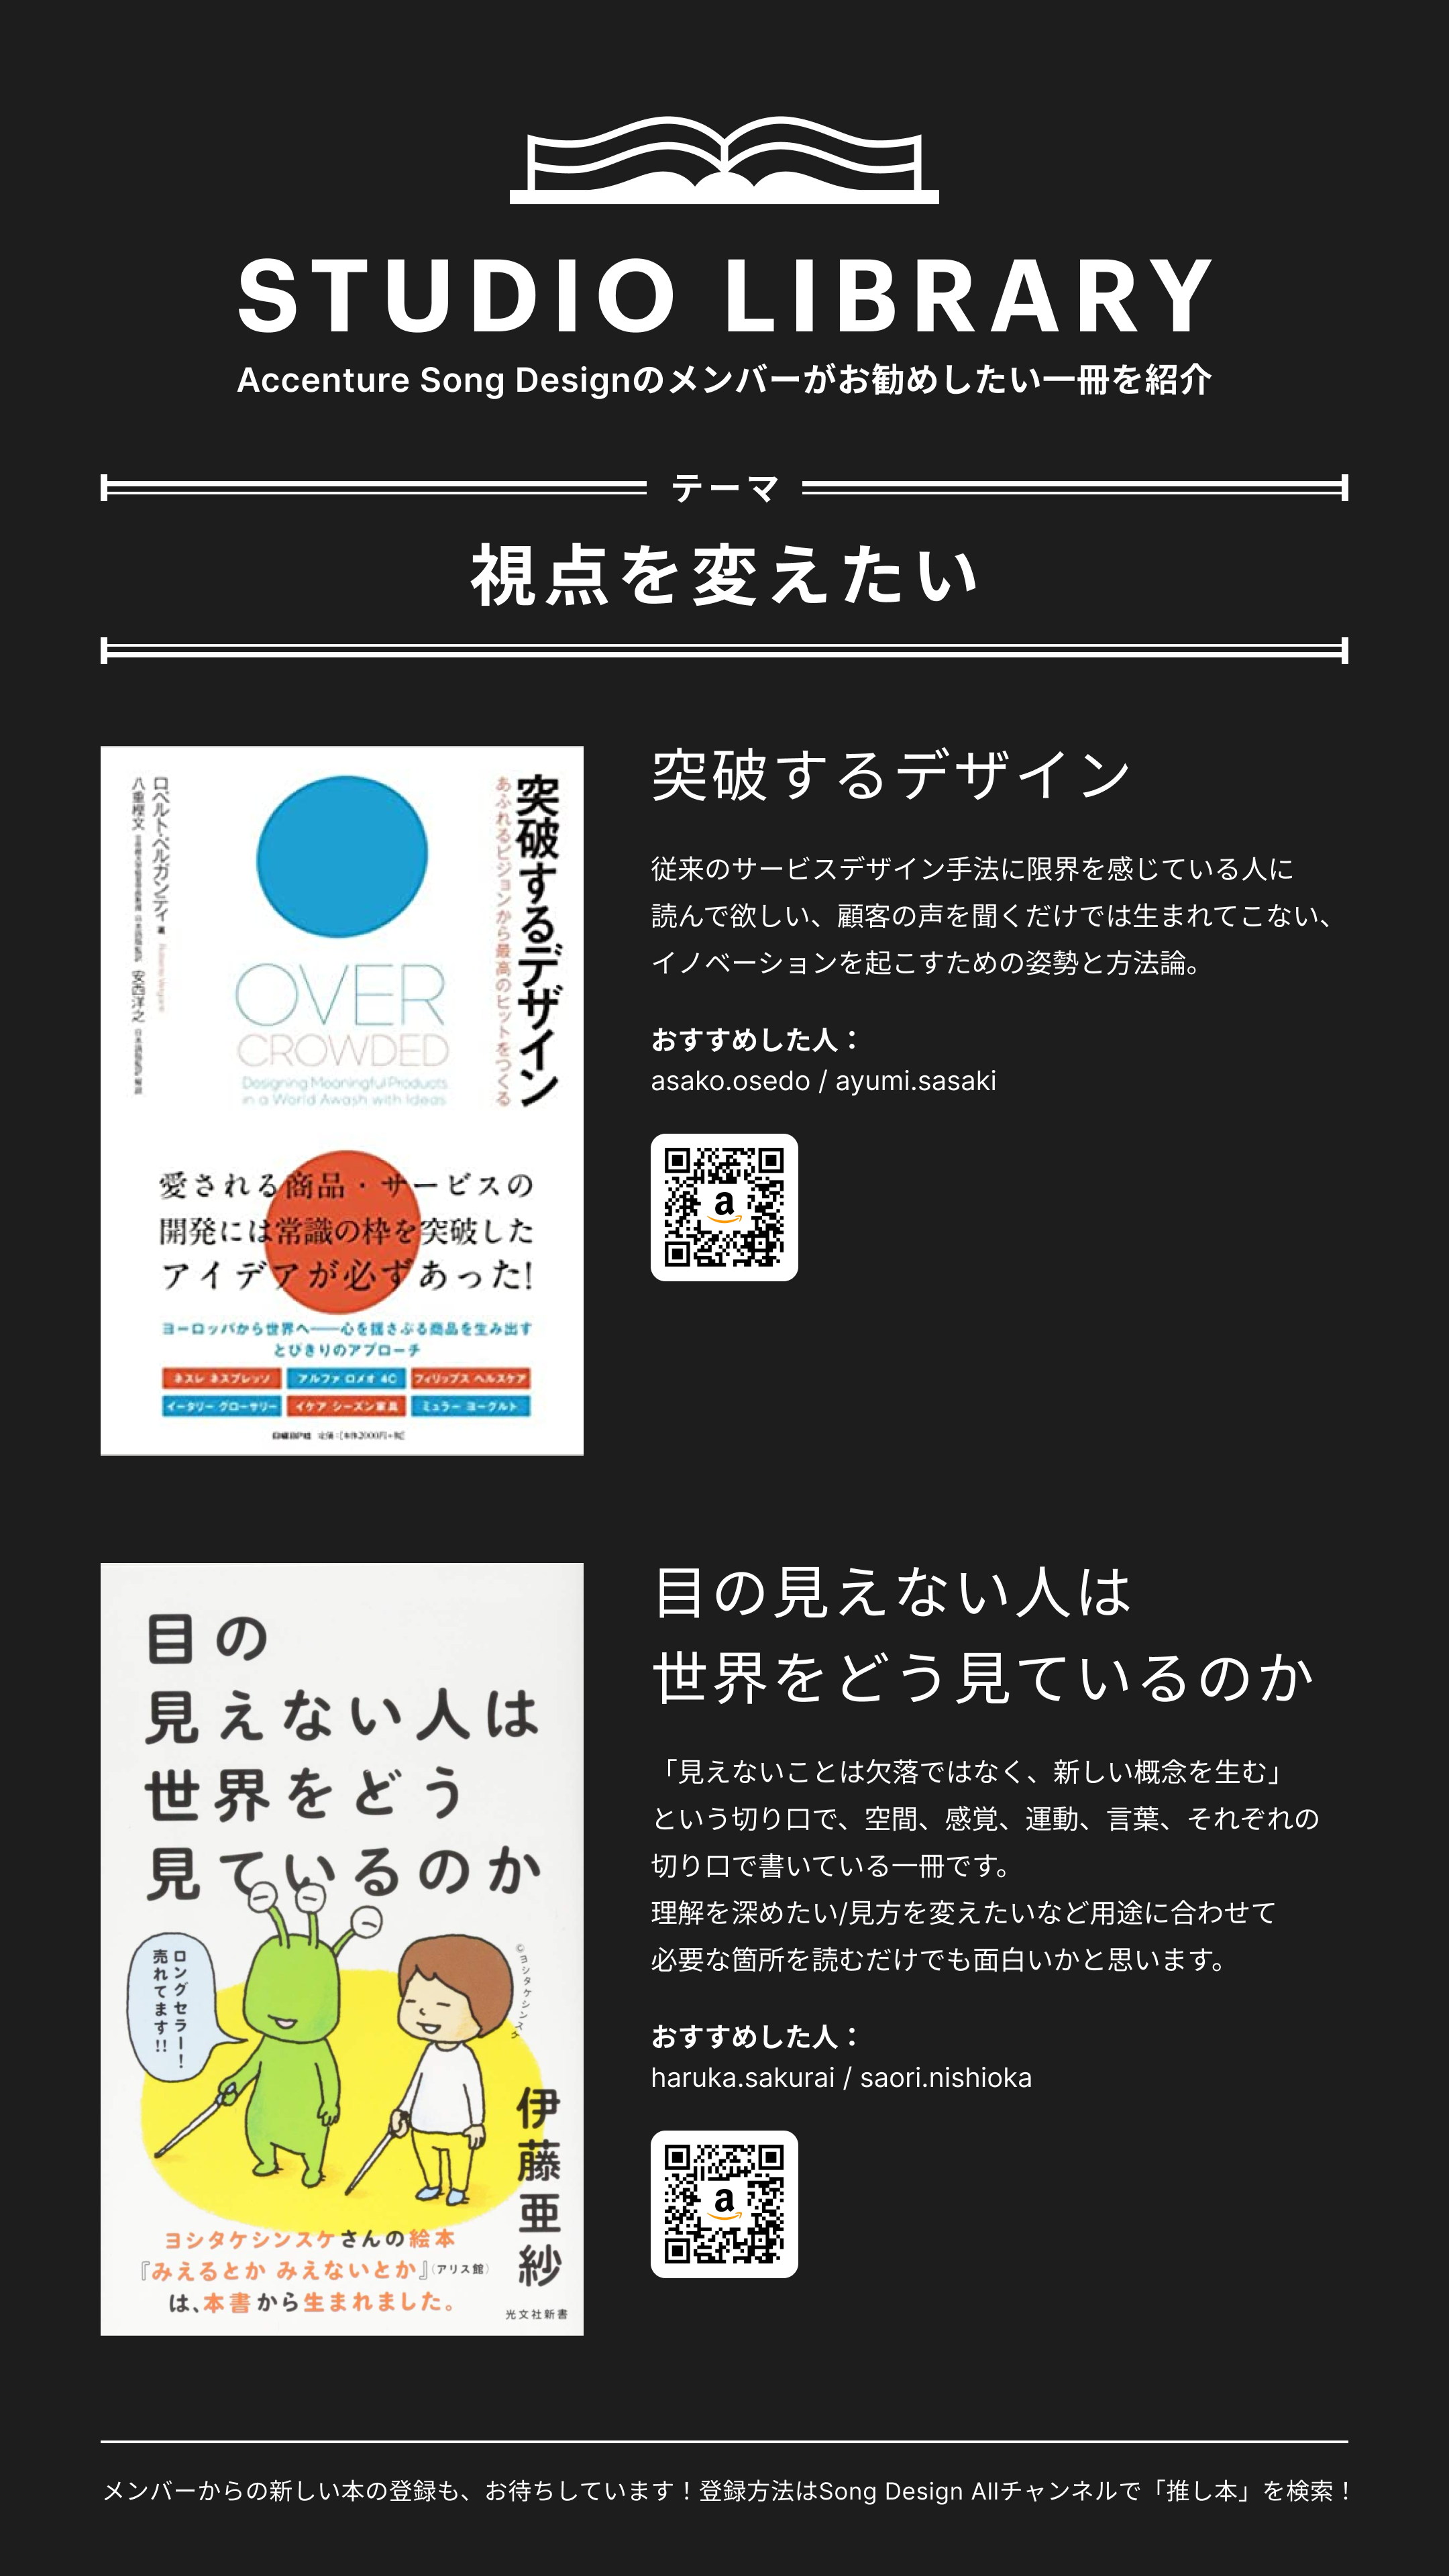 STUDIO LIBRARY
Accenture Song Designのメンバーがお勧めしたい一冊を紹介
テーマ
視点を変えたい
突破するデザイン
あふれるビジョンから最高のヒットをつくる
ロベルト・ベルガンティ 著
八重樫文
安西洋之
OVER
CROWDED
Designing Meaningful Products
in a World Awash with Ideas
愛される商品・サービスの
開発には常識の枠を突破した
アイデアが必ずあった!
ヨーロッパから世界へ――心を揺さぶる商品を生み出す
とびきりのアプローチ
ネスレ ネスプレッソ
アルファ ロメオ 4C
フィリップス ヘルスケア
イータリー グローサリー
イケア シーズン家具
ミュラー ヨーグルト
日経BP社 定価:[本体2000円+税]
突破するデザイン
従来のサービスデザイン手法に限界を感じている人に
読んで欲しい、顧客の声を聞くだけでは生まれてこない、
イノベーションを起こすための姿勢と方法論。
おすすめした人：
asako.osedo / ayumi.sasaki
a
目の
見えない人は
世界をどう
見ているのか
ロングセラー!
売れてます!!
©ヨシタケシンスケ
伊藤亜紗
ヨシタケシンスケさんの絵本
『みえるとか みえないとか』(アリス館)
は、本書から生まれました。
光文社新書
目の見えない人は
世界をどう見ているのか
「見えないことは欠落ではなく、新しい概念を生む」
という切り口で、空間、感覚、運動、言葉、それぞれの
切り口で書いている一冊です。
理解を深めたい/見方を変えたいなど用途に合わせて
必要な箇所を読むだけでも面白いかと思います。
おすすめした人：
haruka.sakurai / saori.nishioka
a
メンバーからの新しい本の登録も、お待ちしています！登録方法はSong Design Allチャンネルで「推し本」を検索！